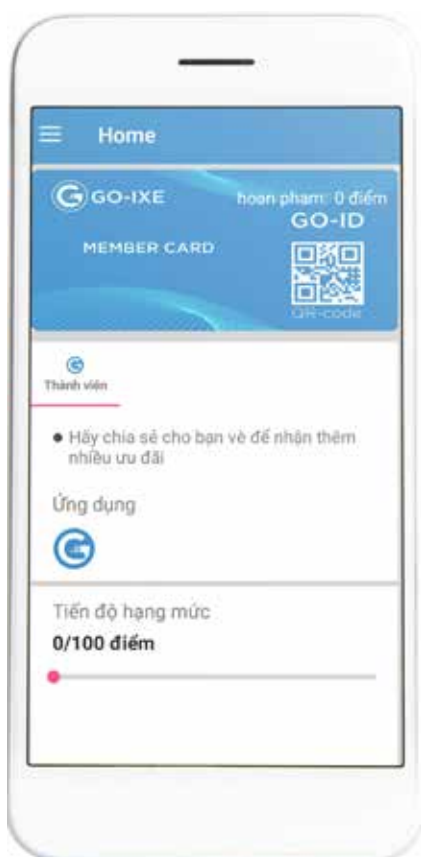 Home
GO-IXE
hoan pham: 0 điểm
GO-ID
MEMBER CARD
QR-code
Thành viên
Hãy chia sẻ cho bạn vè để nhận thêm
nhiều ưu đãi
Ứng dụng
Tiến độ hạng mức
0/100 điểm